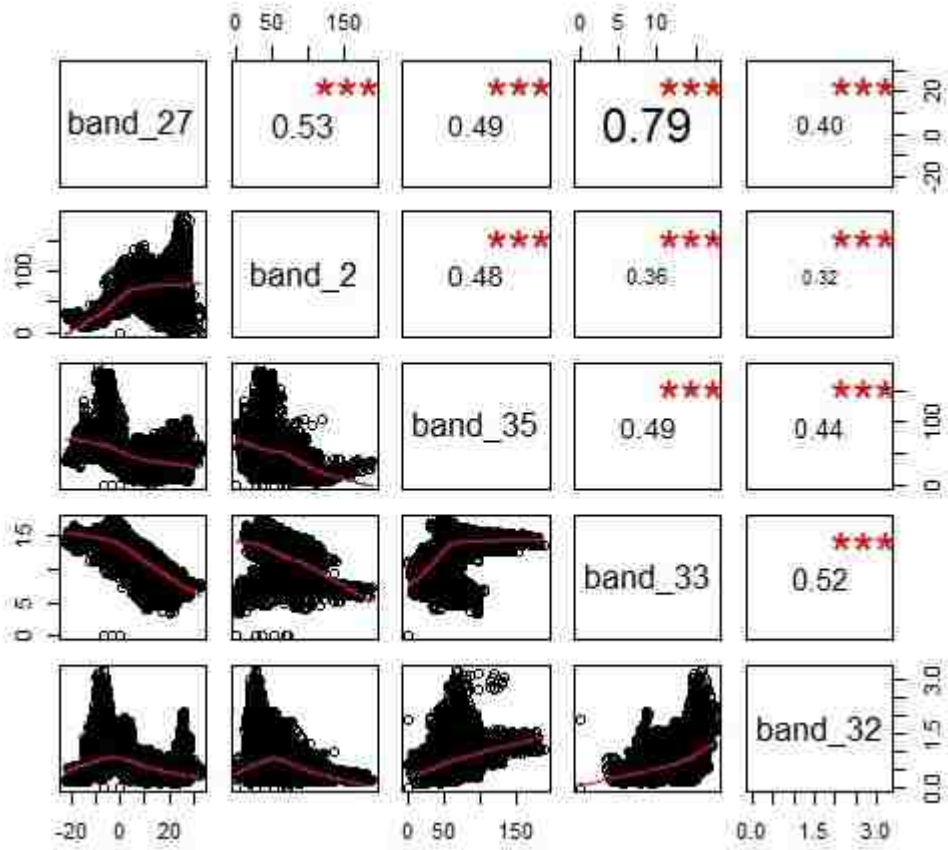 0 50 150 0 5 10
band_27 *** 0.53 *** 0.49 *** 0.79 *** 0.40 -20 0 20
0 100 band_2 *** 0.48 *** 0.36 *** 0.32
band_35 *** 0.49 *** 0.44 0 100
0 5 15 band_33 *** 0.52
band_32 0.0 1.5 3.0
-20 0 20 0 50 150 0.0 1.5 3.0